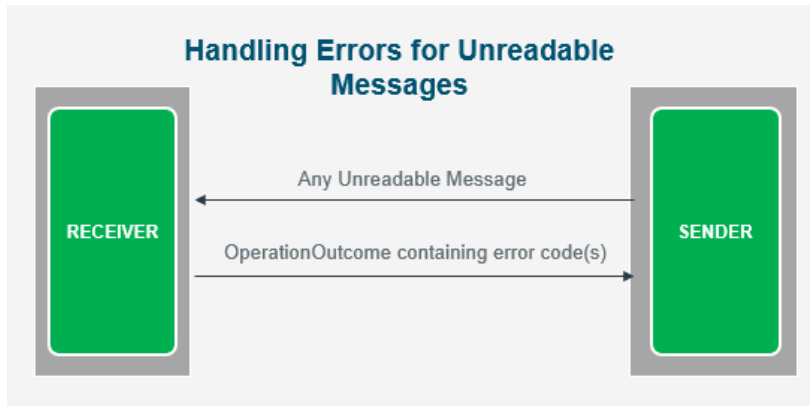 Handling Errors for Unreadable
Messages
Any Unreadable Message
RECEIVER
SENDER
OperationOutcome containing error code(s)